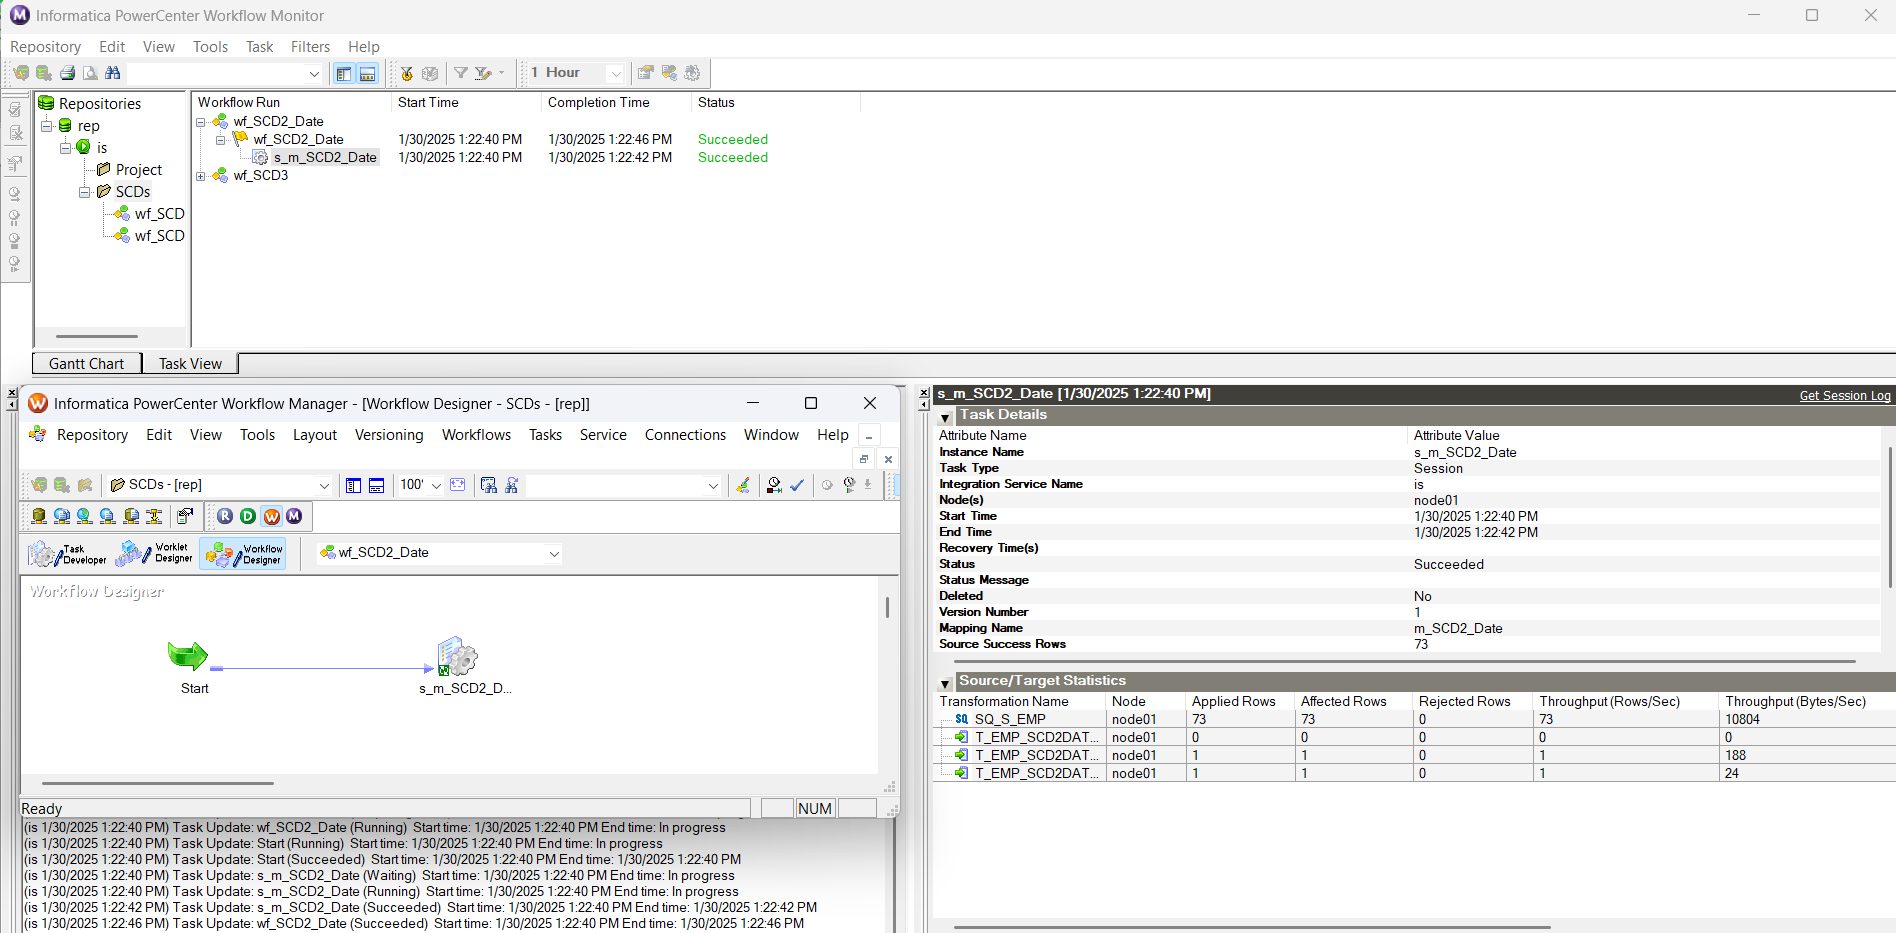 Informatica PowerCenter Workflow Monitor
Repository Edit View Tools Task Filters Help
1 Hour
Repositories
rep
is
Project
SCDs
wf_SCD
wf_SCD
Workflow Run Start Time Completion Time Status
wf_SCD2_Date
wf_SCD2_Date 1/30/2025 1:22:40 PM 1/30/2025 1:22:46 PM Succeeded
s_m_SCD2_Date 1/30/2025 1:22:40 PM 1/30/2025 1:22:42 PM Succeeded
wf_SCD3
Gantt Chart Task View
Informatica PowerCenter Workflow Manager - [Workflow Designer - SCDs - [rep]]
Repository Edit View Tools Layout Versioning Workflows Tasks Service Connections Window Help
SCDs - [rep] 100'
R D W M
Task Developer Worklet Designer Workflow Designer wf_SCD2_Date
Workflow Designer
Start s_m_SCD2_D...
Ready NUM
(is 1/30/2025 1:22:40 PM) Task Update: wf_SCD2_Date (Running) Start time: 1/30/2025 1:22:40 PM End time: In progress
(is 1/30/2025 1:22:40 PM) Task Update: Start (Running) Start time: 1/30/2025 1:22:40 PM End time: In progress
(is 1/30/2025 1:22:40 PM) Task Update: Start (Succeeded) Start time: 1/30/2025 1:22:40 PM End time: 1/30/2025 1:22:40 PM
(is 1/30/2025 1:22:40 PM) Task Update: s_m_SCD2_Date (Waiting) Start time: 1/30/2025 1:22:40 PM End time: In progress
(is 1/30/2025 1:22:40 PM) Task Update: s_m_SCD2_Date (Running) Start time: 1/30/2025 1:22:40 PM End time: In progress
(is 1/30/2025 1:22:42 PM) Task Update: s_m_SCD2_Date (Succeeded) Start time: 1/30/2025 1:22:40 PM End time: 1/30/2025 1:22:42 PM
(is 1/30/2025 1:22:46 PM) Task Update: wf_SCD2_Date (Succeeded) Start time: 1/30/2025 1:22:40 PM End time: 1/30/2025 1:22:46 PM
s_m_SCD2_Date [1/30/2025 1:22:40 PM] Get Session Log
Task Details
Attribute Name Attribute Value
Instance Name s_m_SCD2_Date
Task Type Session
Integration Service Name is
Node(s) node01
Start Time 1/30/2025 1:22:40 PM
End Time 1/30/2025 1:22:42 PM
Recovery Time(s)
Status Succeeded
Status Message
Deleted No
Version Number 1
Mapping Name m_SCD2_Date
Source Success Rows 73
Source/Target Statistics
Transformation Name Node Applied Rows Affected Rows Rejected Rows Throughput (Rows/Sec) Throughput (Bytes/Sec)
SQ SQ_S_EMP node01 73 73 0 73 10804
T_EMP_SCD2DAT... node01 0 0 0 0 0
T_EMP_SCD2DAT... node01 1 1 0 1 188
T_EMP_SCD2DAT... node01 1 1 0 1 24